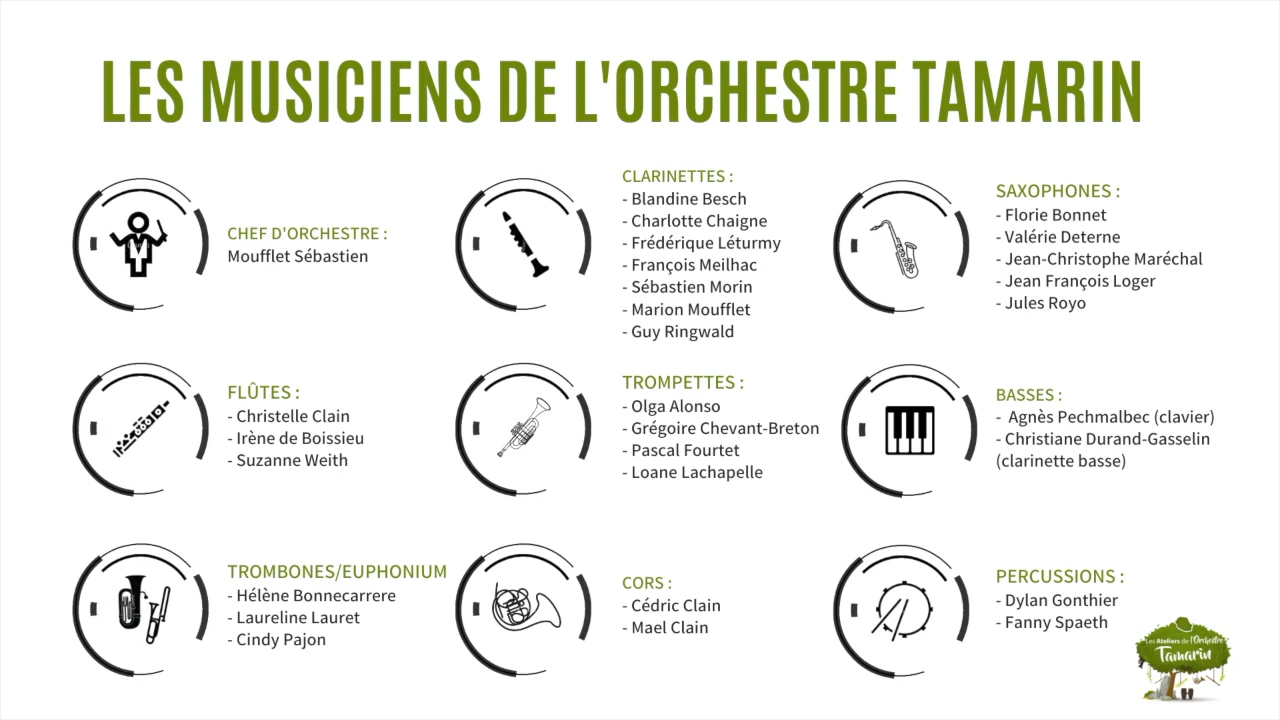 LES MUSICIENS DE L'ORCHESTRE TAMARIN
CHEF D'ORCHESTRE :
Moufflet Sébastien
CLARINETTES :
- Blandine Besch
- Charlotte Chaigne
- Frédérique Léturmy
- François Meilhac
- Sébastien Morin
- Marion Moufflet
- Guy Ringwald
SAXOPHONES :
- Florie Bonnet
- Valérie Deterne
- Jean-Christophe Maréchal
- Jean François Loger
- Jules Royo
FLÛTES :
- Christelle Clain
- Irène de Boissieu
- Suzanne Weith
TROMPETTES :
- Olga Alonso
- Grégoire Chevant-Breton
- Pascal Fourtet
- Loane Lachapelle
BASSES :
- Agnès Pechmalbec (clavier)
- Christiane Durand-Gasselin
(clarinette basse)
TROMBONES/EUPHONIUM
- Hélène Bonnecarrere
- Laureline Lauret
- Cindy Pajon
CORS :
- Cédric Clain
- Mael Clain
PERCUSSIONS :
- Dylan Gonthier
- Fanny Spaeth
Les Ateliers de l'Orchestre
Tamarin